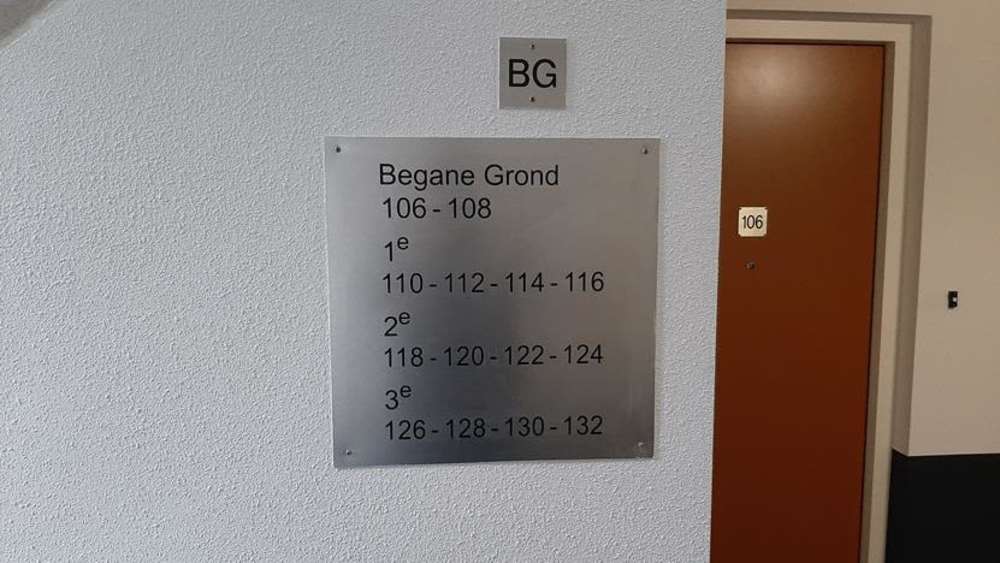 BG
Begane Grond
106 - 108
1e
110 - 112 - 114 - 116
2e
118 - 120 - 122 - 124
3e
126 - 128 - 130 - 132
106